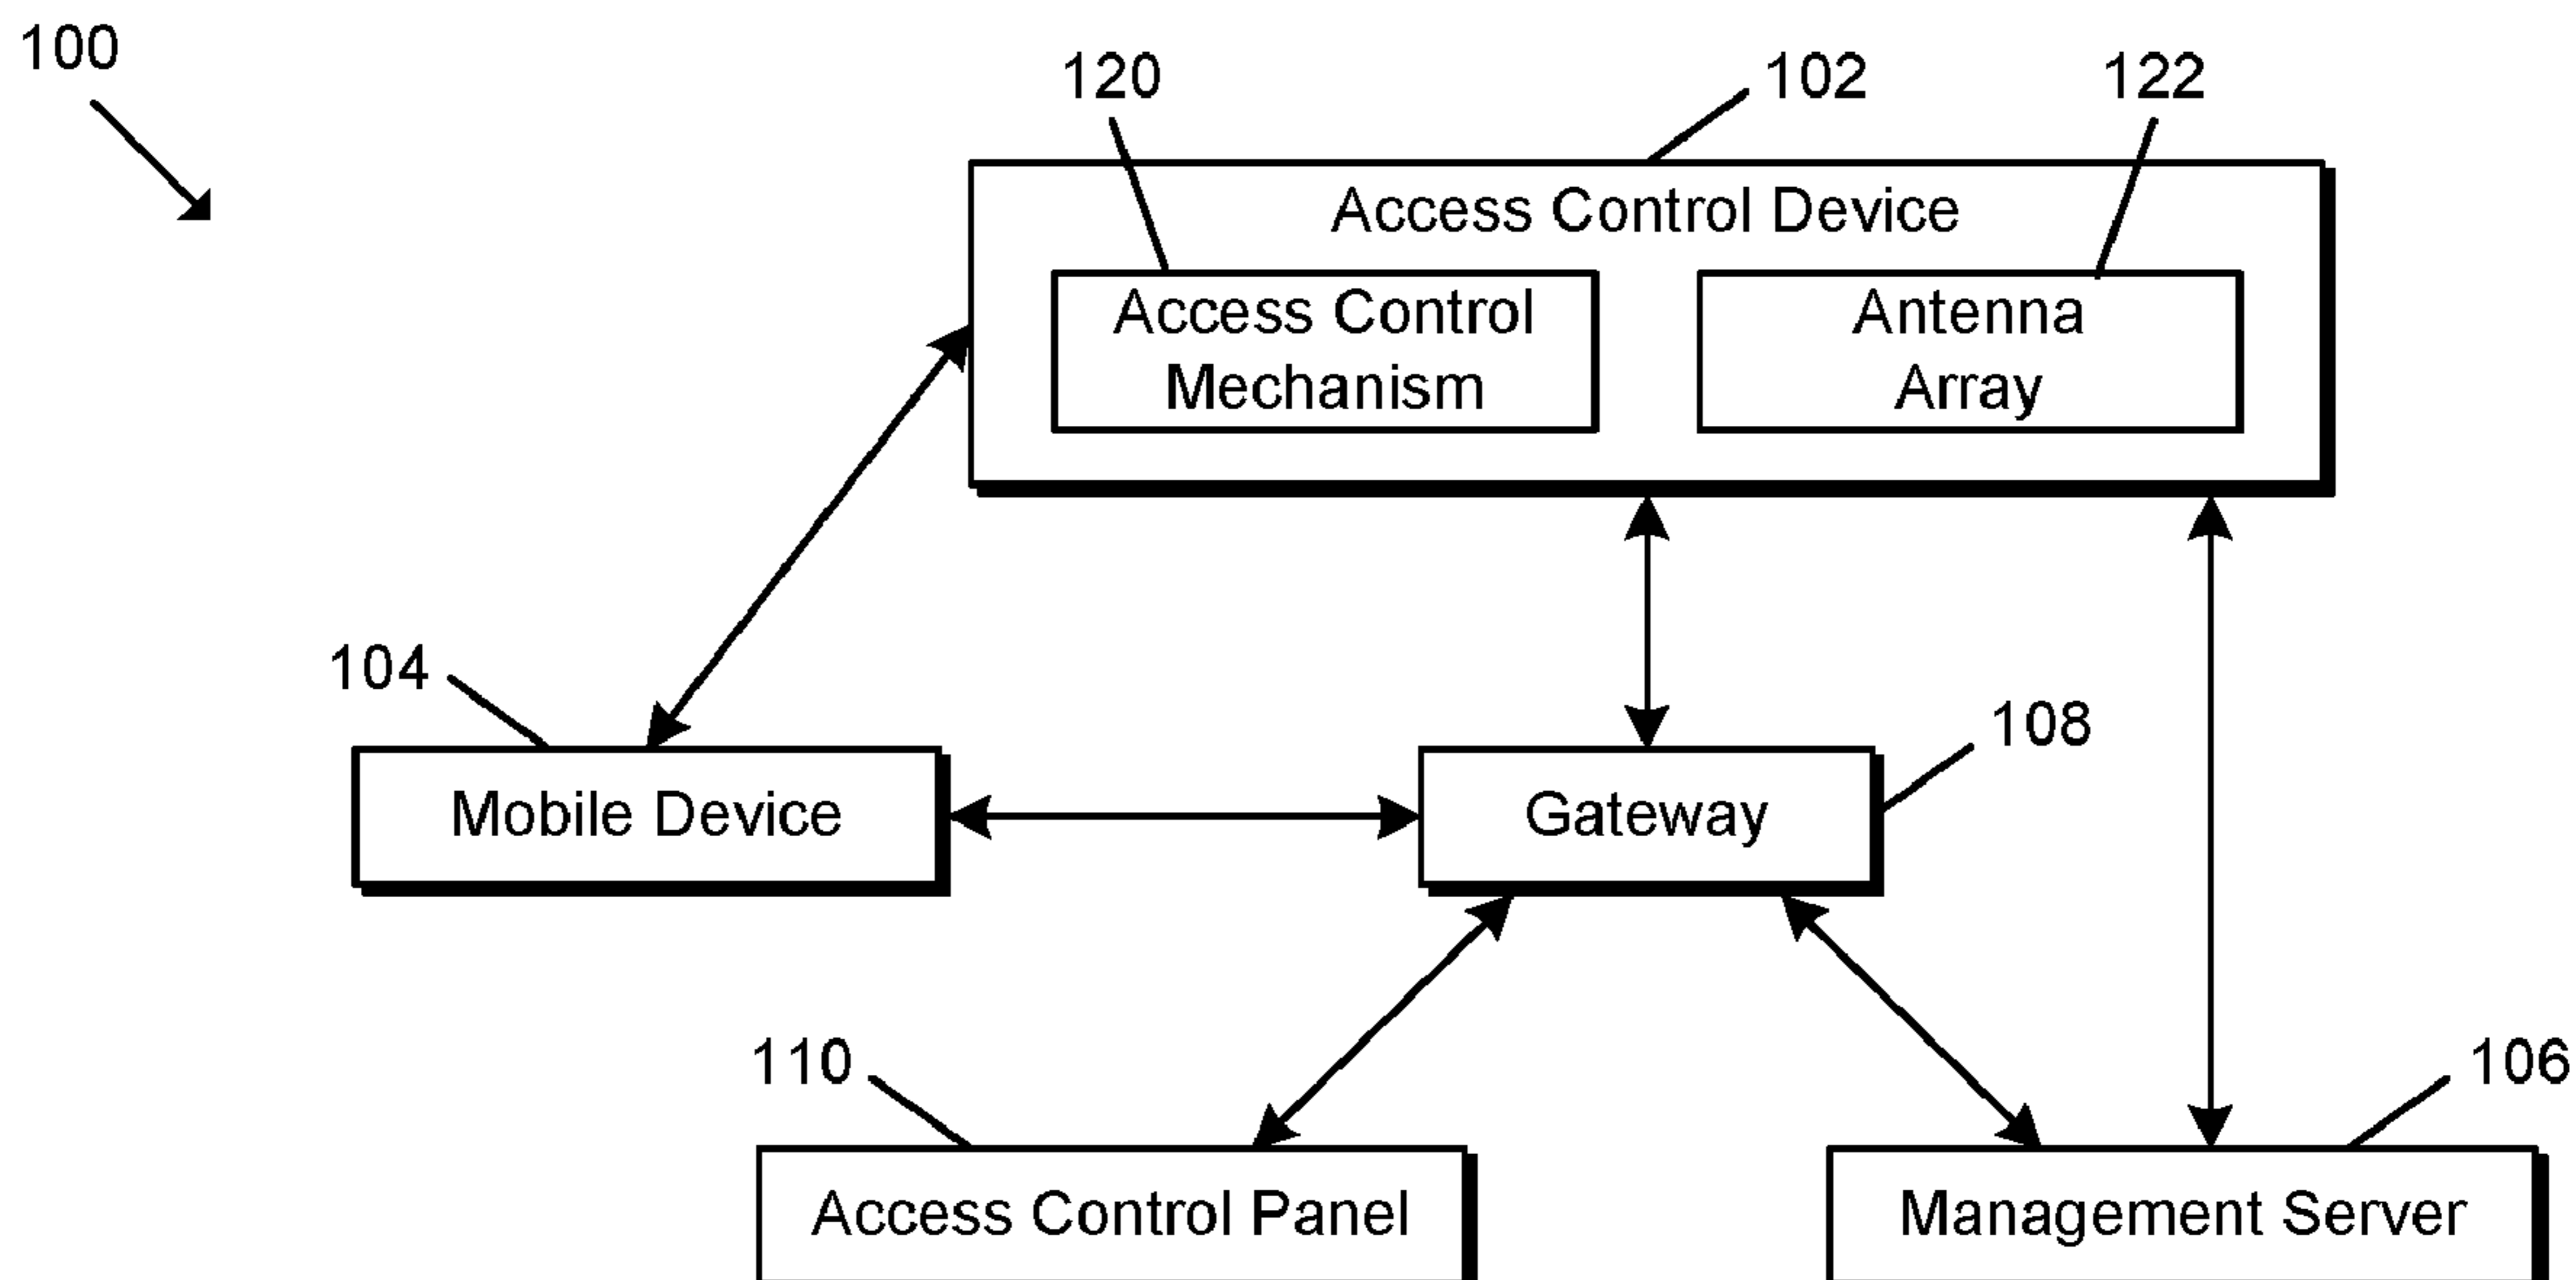 100
120
102
122
Access Control Device
Access Control
Mechanism
Antenna
Array
104
108
Mobile Device
Gateway
110
106
Access Control Panel
Management Server